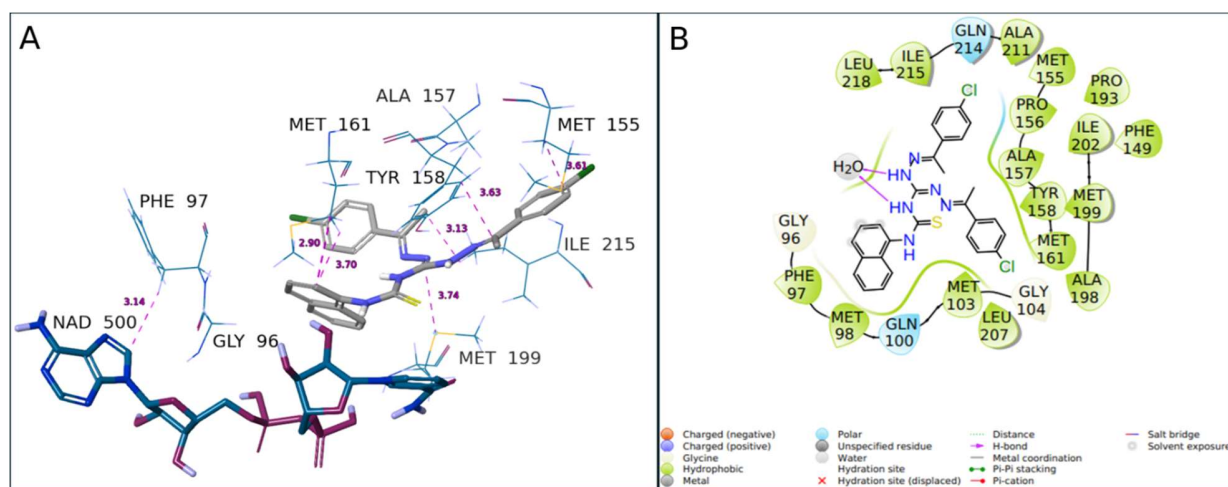 A
ALA 157
MET 161
MET 155
3.61
TYR 158
3.63
PHE 97
3.13
2.90
ILE 215
3.70
3.14
3.74
NAD 500
GLY 96
MET 199
B
GLN
214
ALA
211
ILE
215
LEU
218
MET
155
PRO
193
Cl
PRO
156
ILE
202
PHE
149
H₂O
N
HN
ALA
157
N
N
HN
TYR
158
MET
199
GLY
96
S
N
H
MET
161
Cl
PHE
97
MET
103
GLY
104
ALA
198
MET
98
GLN
100
LEU
207
Charged (negative)
Charged (positive)
Glycine
Hydrophobic
Metal
Polar
Unspecified residue
Water
Hydration site
Hydration site (displaced)
Distance
H-bond
Metal coordination
Pi-Pi stacking
Pi-cation
Salt bridge
Solvent exposure